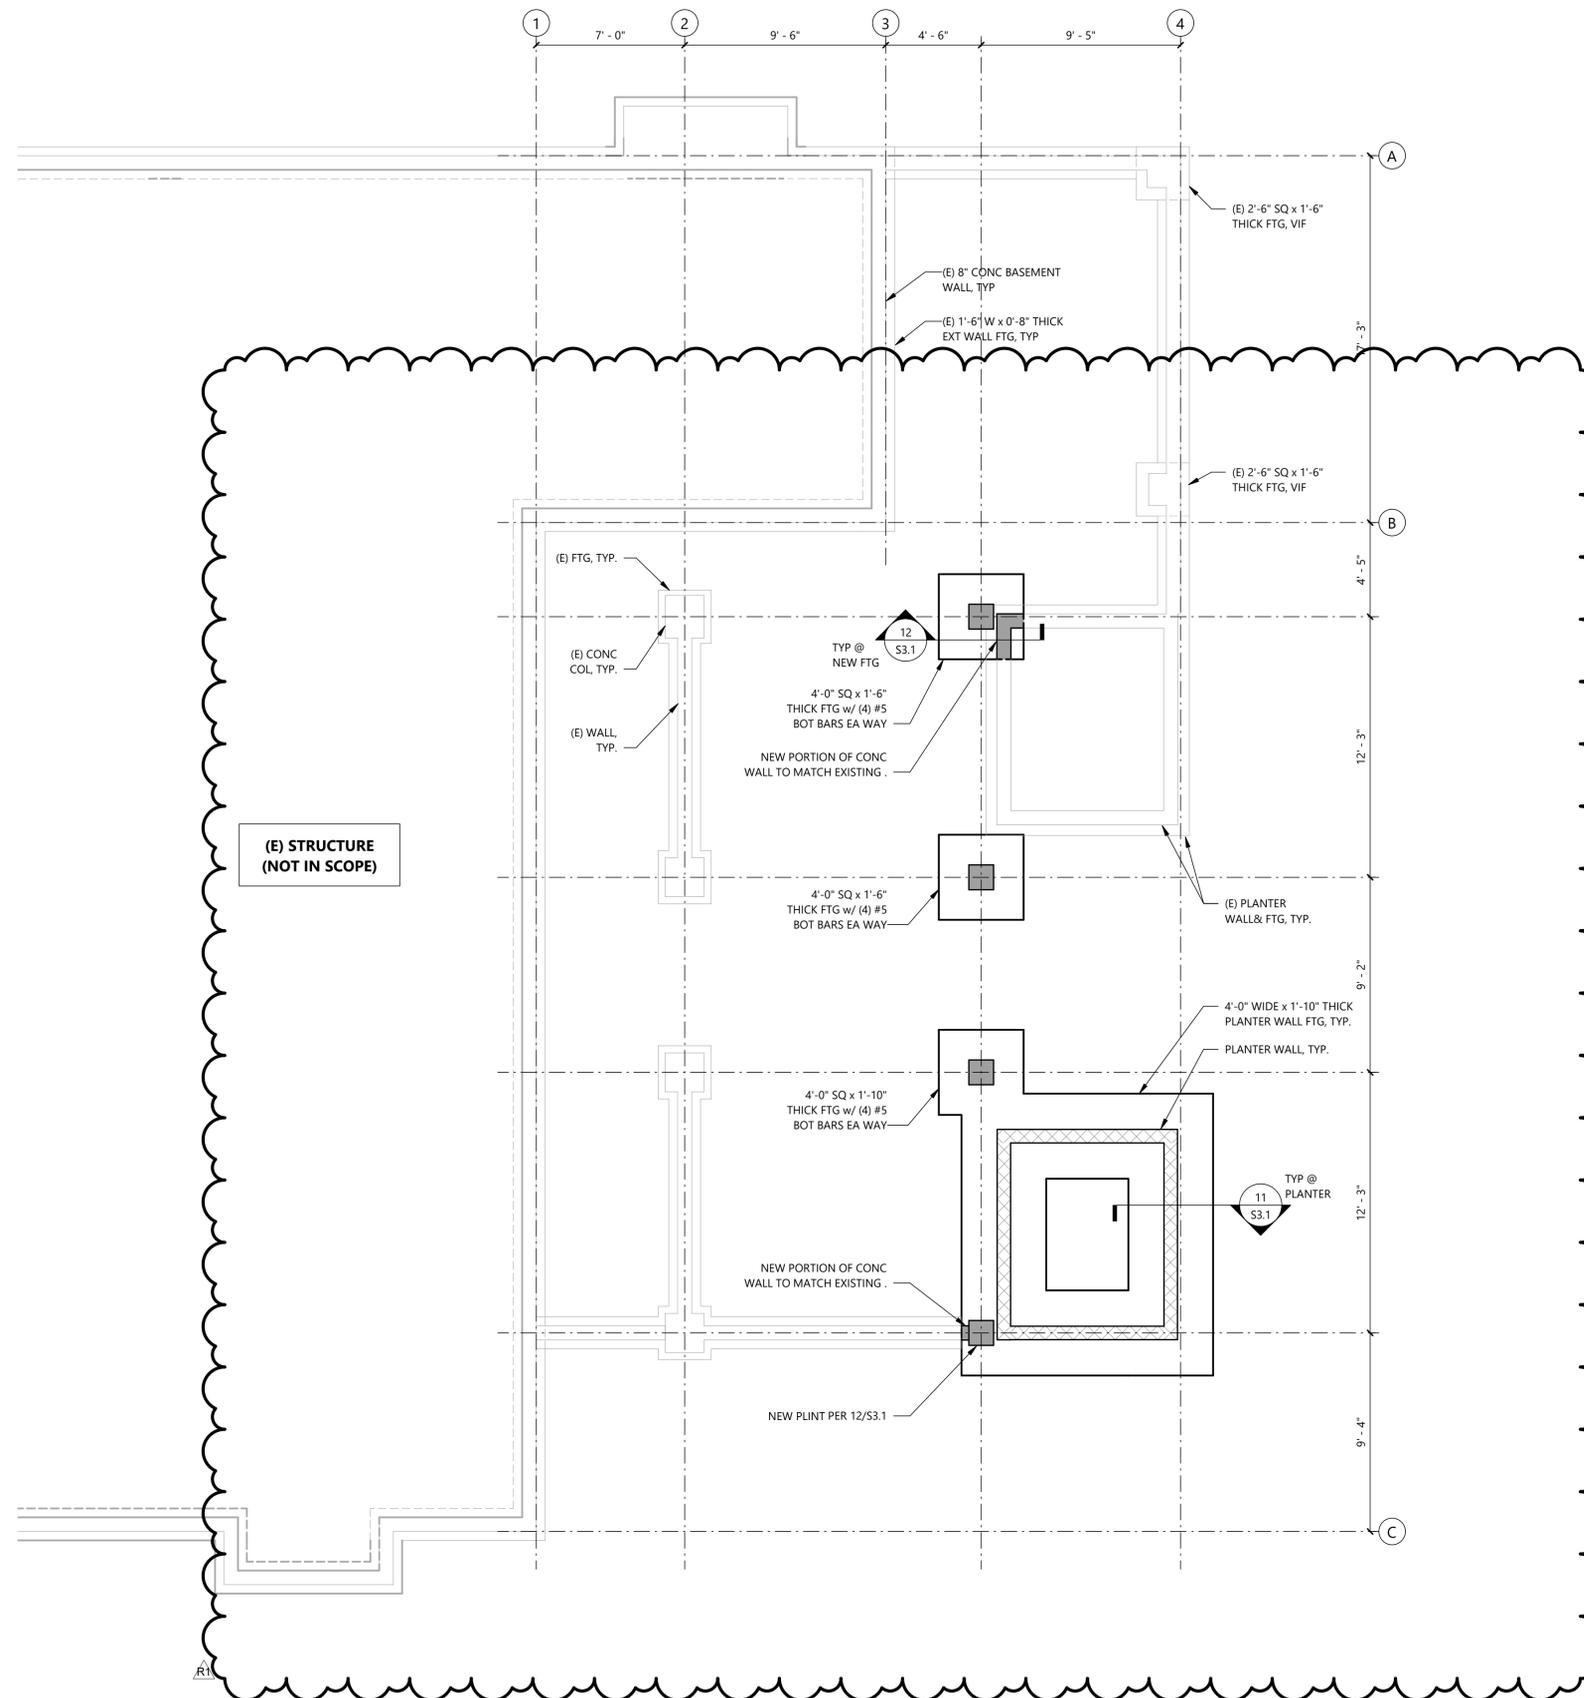 1
2
3
4
7' - 0"
9' - 6"
4' - 6"
9' - 5"
A
(E) 2'-6" SQ x 1'-6"
THICK FTG, VIF
(E) 8" CONC BASEMENT
WALL, TYP
(E) 1'-6" W x 0'-8" THICK
EXT WALL FTG, TYP
7' - 3"
(E) 2'-6" SQ x 1'-6"
THICK FTG, VIF
B
(E) FTG, TYP.
4' - 5"
12
S3.1
TYP @
NEW FTG
(E) CONC
COL, TYP.
4'-0" SQ x 1'-6"
THICK FTG w/ (4) #5
BOT BARS EA WAY
(E) WALL,
TYP.
NEW PORTION OF CONC
WALL TO MATCH EXISTING .
12' - 3"
(E) STRUCTURE
(NOT IN SCOPE)
4'-0" SQ x 1'-6"
THICK FTG w/ (4) #5
BOT BARS EA WAY
(E) PLANTER
WALL& FTG, TYP.
9' - 2"
4'-0" WIDE x 1'-10" THICK
PLANTER WALL FTG, TYP.
PLANTER WALL, TYP.
4'-0" SQ x 1'-10"
THICK FTG w/ (4) #5
BOT BARS EA WAY
TYP @
PLANTER
11
S3.1
12' - 3"
NEW PORTION OF CONC
WALL TO MATCH EXISTING .
NEW PLINT PER 12/S3.1
9' - 4"
C
R1